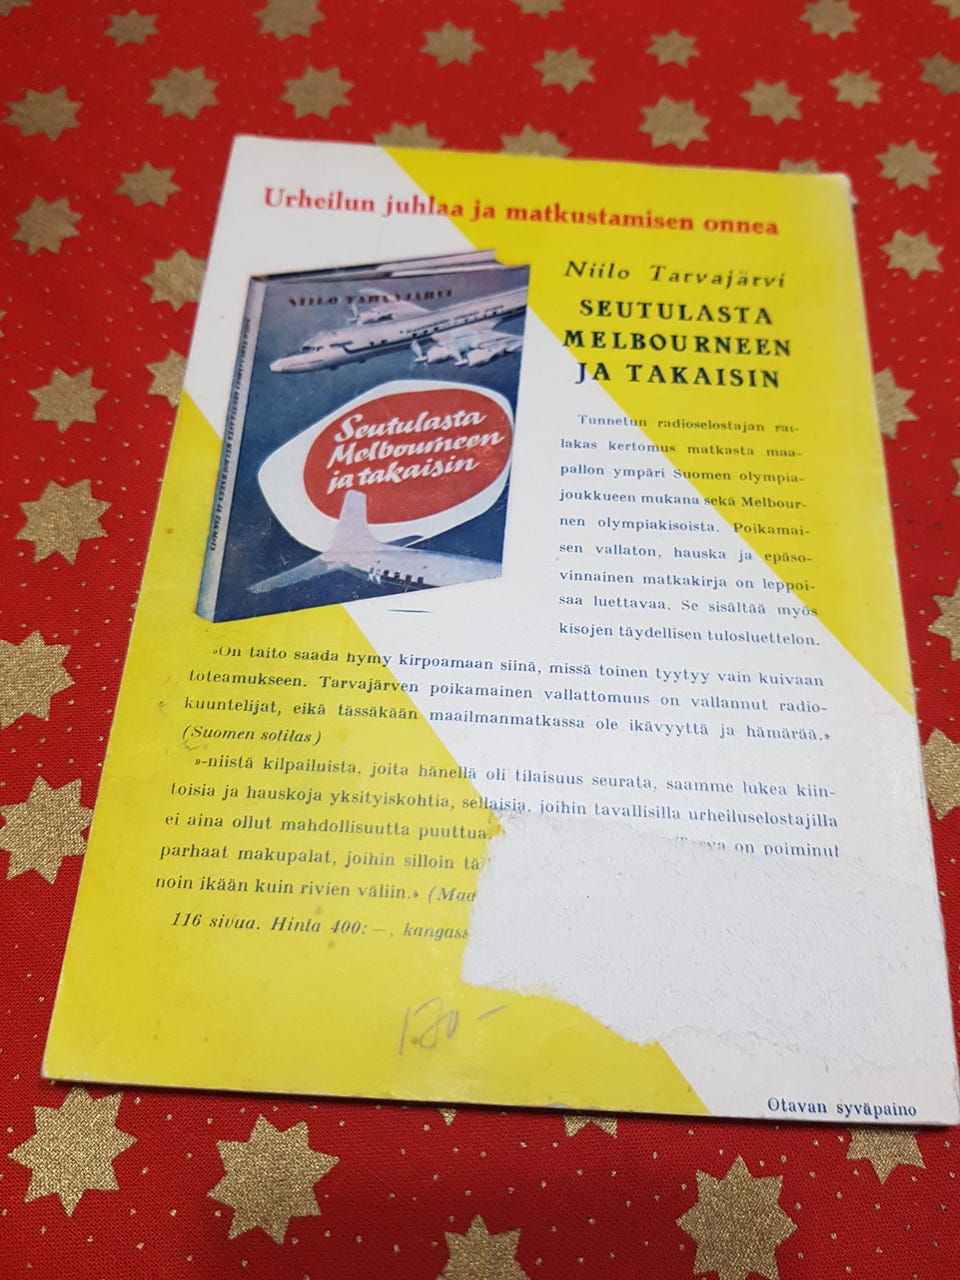 Urheilun juhlaa ja matkustamisen onnea
NIILO TARVAJÄRVI
Seutulasta
Melbourneen
ja takaisin
Niilo Tarvajärvi
SEUTULASTA
MELBOURNEEN
JA TAKAISIN
Tunnetun radioselostajan rat-
lakas kertomus matkasta maa-
pallon ympäri Suomen olympia-
joukkueen mukana sekä Melbour-
nen olympiakisoista. Poikamai-
sen vallaton, hauska ja epäso-
vinnainen matkakirja on leppoi-
saa luettavaa. Se sisältää myös
kisojen täydellisen tulosluettelon.
»On taito saada hymy kirpoamaan siinä, missä toinen tyytyy vain kuivaan
toteamukseen. Tarvajärven poikamainen vallattomuus on vallannut radio-
kuuntelijat, eikä tässäkään maailmanmatkassa ole ikävyyttä ja hämärää.»
(Suomen sotilas)
»-niistä kilpailuista, joita hänellä oli tilaisuus seurata, saamme lukea kiin-
toisia ja hauskoja yksityiskohtia, sellaisia, joihin tavallisilla urheiluselostajilla
ei aina ollut mahdollisuutta puuttua. on poiminut
parhaat makupalat, joihin silloin tä
noin ikään kuin rivien väliin.» (Maa
116 sivua. Hinta 400:—, kangass
120 –
Otavan syväpaino